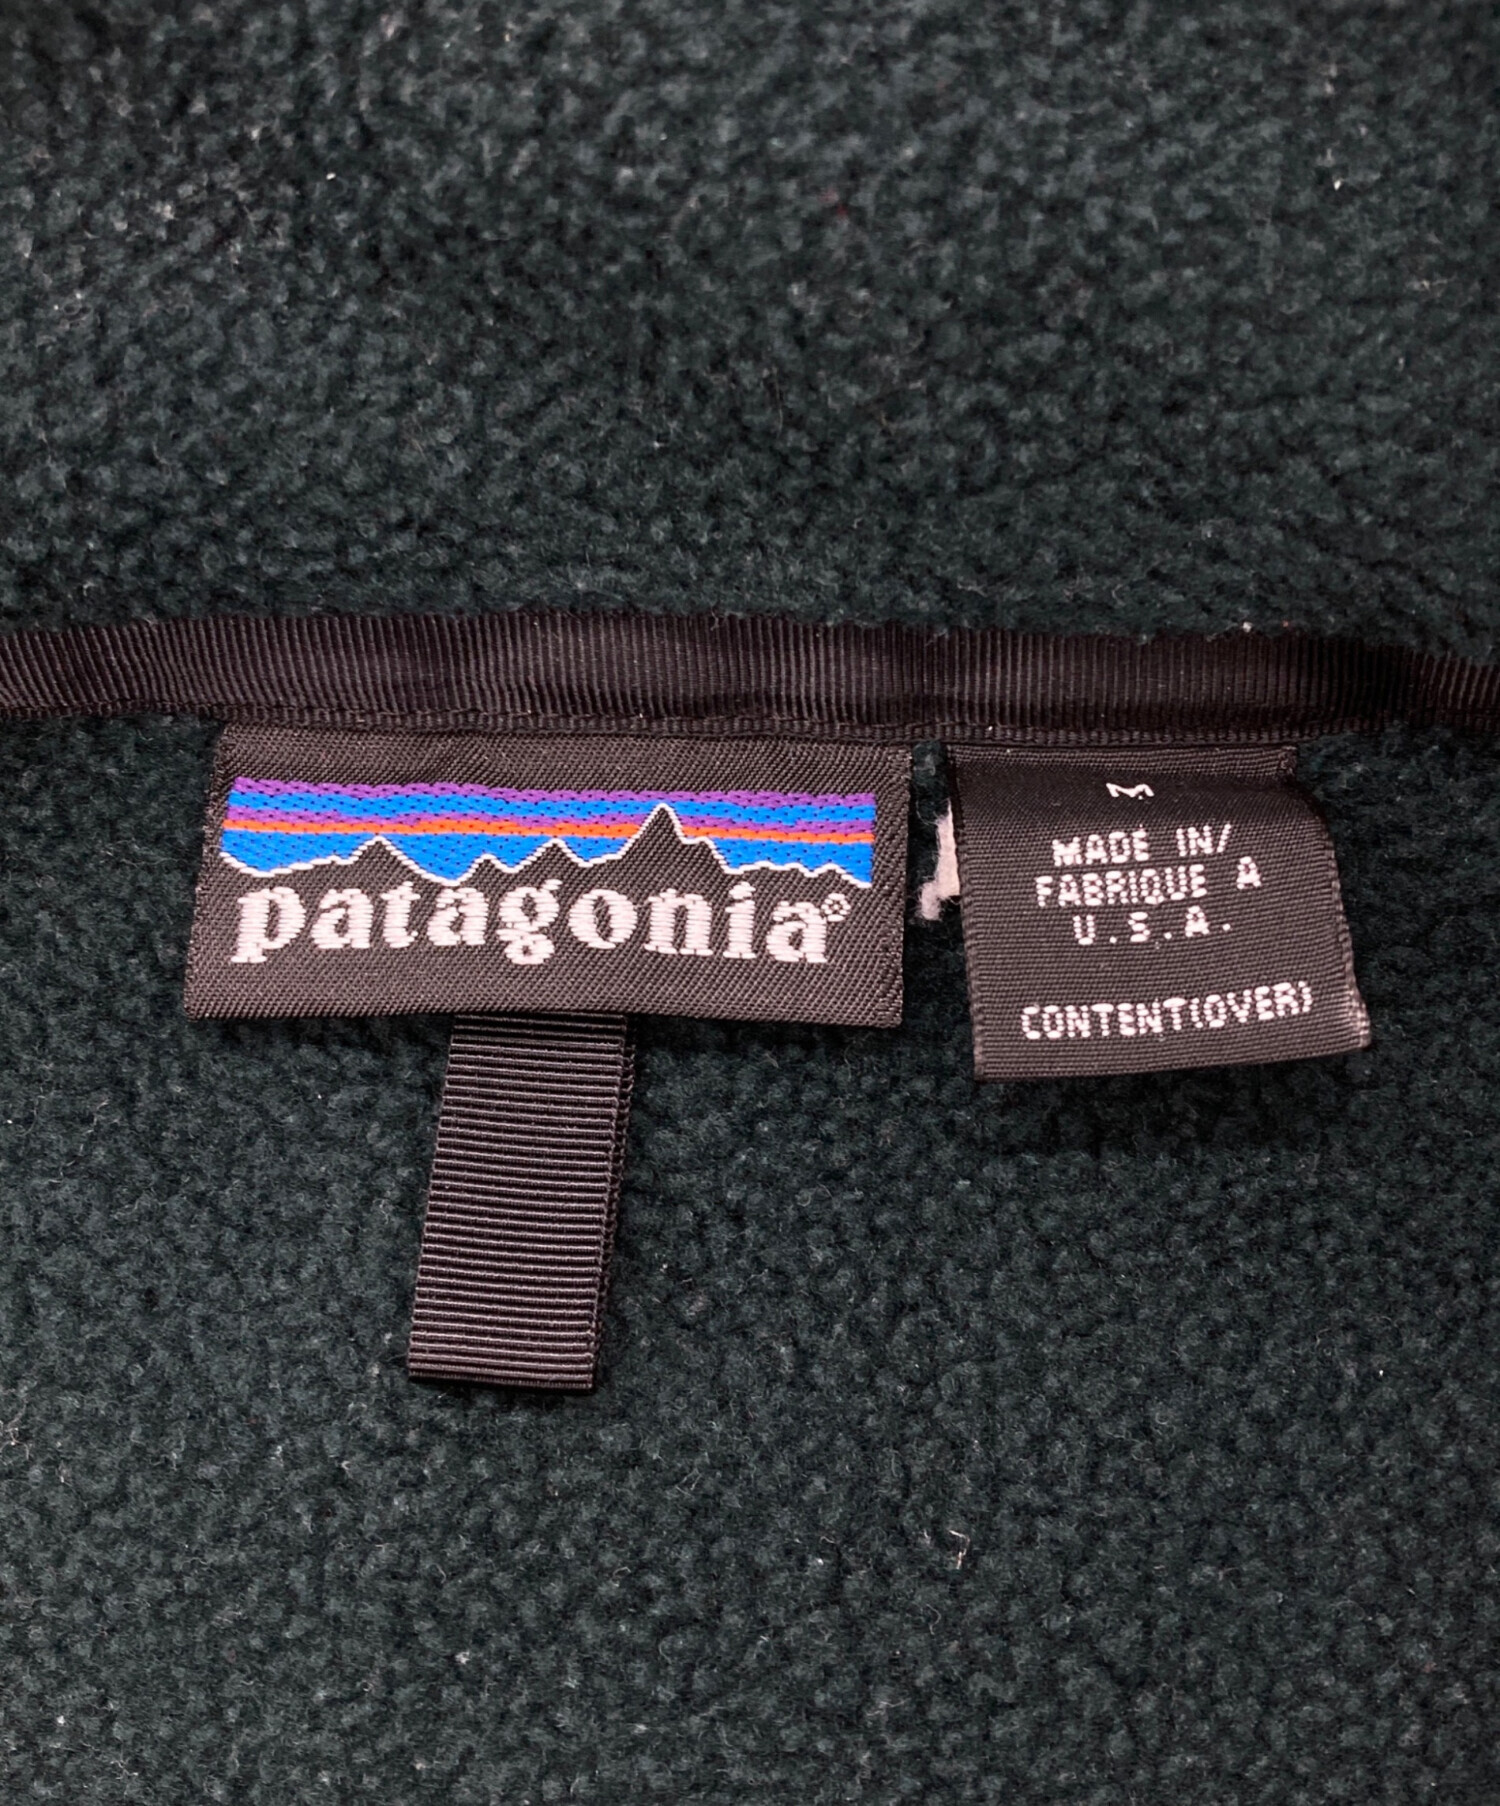 patagonia®
M
MADE IN/
FABRIQUE A
U.S.A.
CONTENT(OVER)